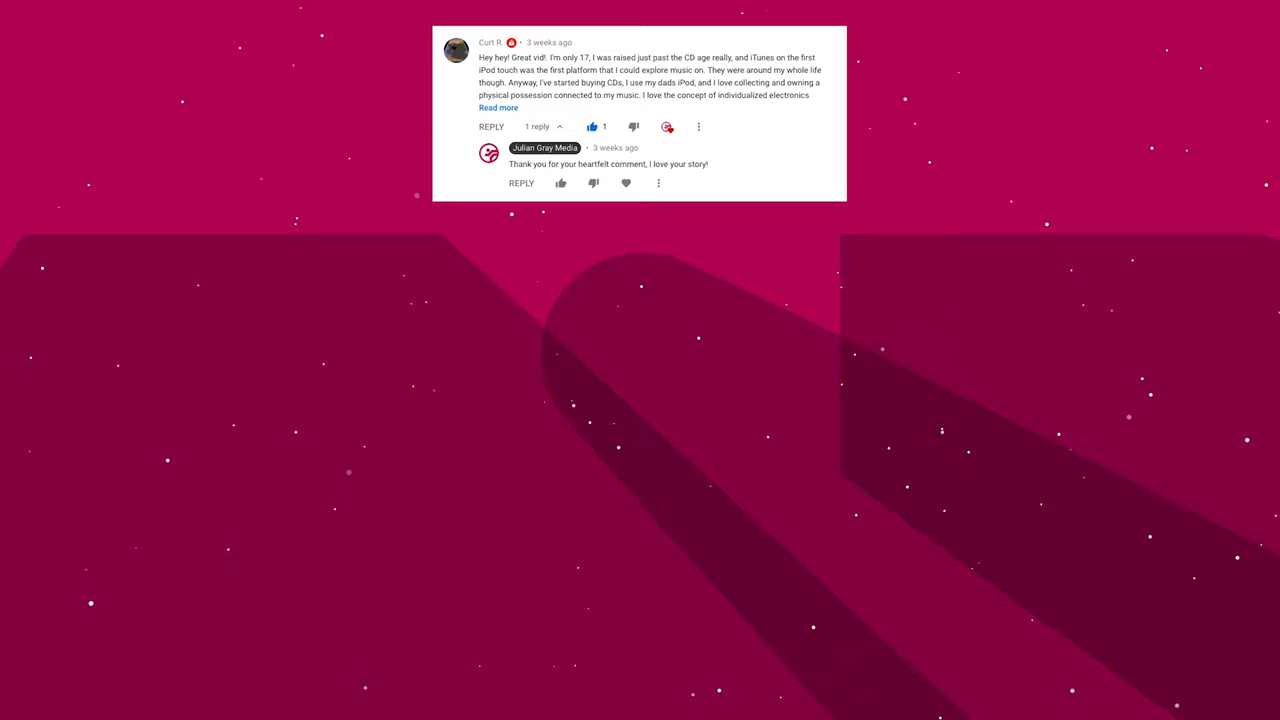 Curt R. • 3 weeks ago
Hey hey! Great vid!. I'm only 17, I was raised just past the CD age really, and iTunes on the first
iPod touch was the first platform that I could explore music on. They were around my whole life
though. Anyway, I've started buying CDs, I use my dads iPod, and I love collecting and owning a
physical possession connected to my music. I love the concept of individualized electronics
Read more
REPLY 1 reply 1
Julian Gray Media • 3 weeks ago
Thank you for your heartfelt comment, I love your story!
REPLY